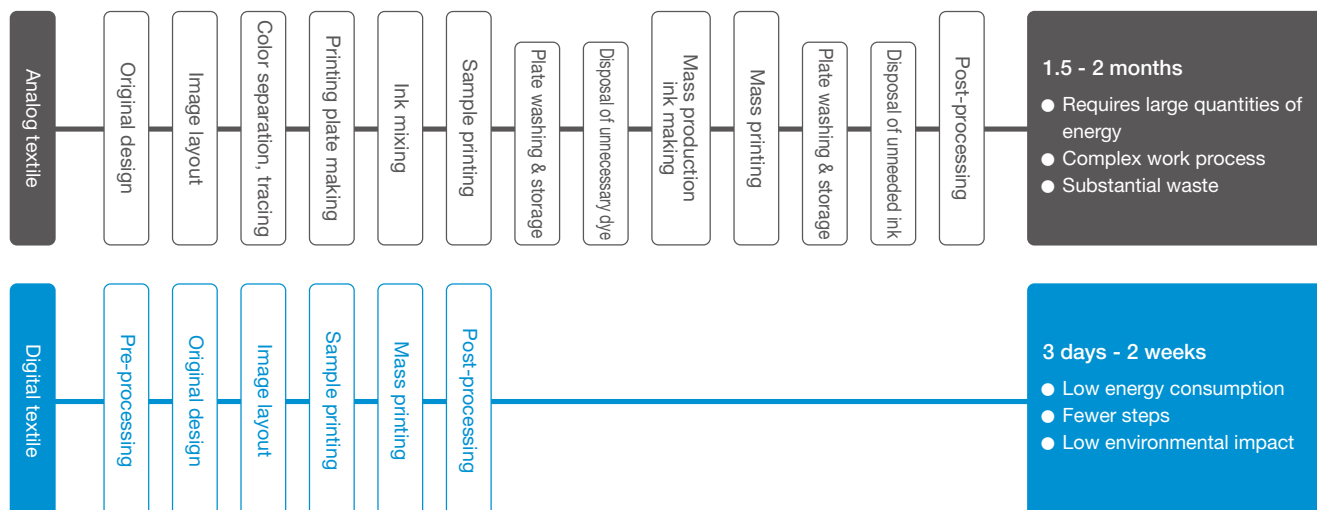 Analog textile
Original design
Image layout
Color separation, tracing
Printing plate making
Ink mixing
Sample printing
Plate washing & storage
Disposal of unnecessary dye
Mass production
ink making
Mass printing
Plate washing & storage
Disposal of unneeded ink
Post-processing
1.5 - 2 months
● Requires large quantities of
energy
● Complex work process
● Substantial waste
Digital textile
Pre-processing
Original design
Image layout
Sample printing
Mass printing
Post-processing
3 days - 2 weeks
● Low energy consumption
● Fewer steps
● Low environmental impact